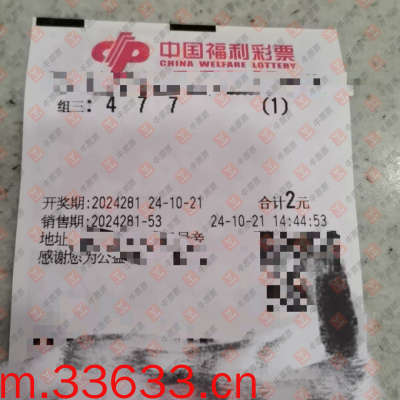 中国福利彩票
CHINA WELFARE LOTTERY
组三: 4 7 7 (1)
开奖期:2024281 24-10-21 合计2元
销售期:2024281-53 24-10-21 14:44:53
地址
感谢您为公益
m.33633.cn